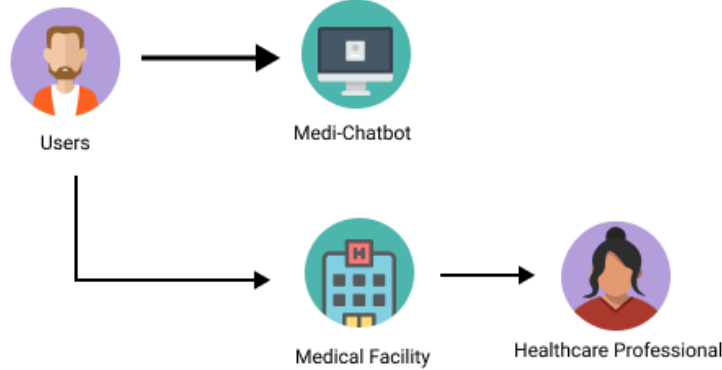 Users
Medi-Chatbot
H
Medical Facility
Healthcare Professional